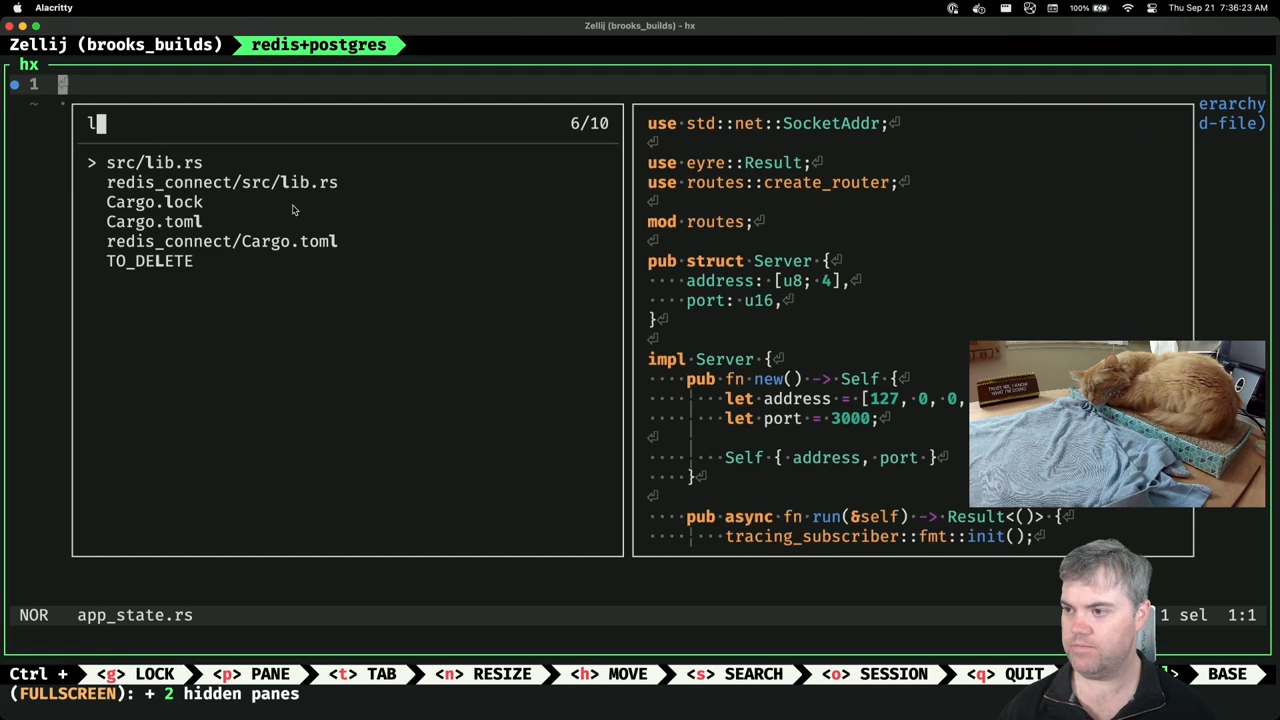 Alacritty 100% Thu Sep 21 7:36:23 AM
Zellij (brooks_builds) - hx
Zellij (brooks_builds) redis+postgres
hx
1
~
erarchy
d-file)
l 6/10
> src/lib.rs
redis_connect/src/lib.rs
Cargo.lock
Cargo.toml
redis_connect/Cargo.toml
TO_DELETE
use·std::net::SocketAddr;⏎
⏎
use·eyre::Result;⏎
use·routes::create_router;⏎
⏎
mod·routes;⏎
⏎
pub·struct·Server·{⏎
····address:·[u8;·4],⏎
····port:·u16,⏎
}⏎
⏎
impl·Server·{⏎
····pub·fn·new()·->·Self·{⏎
····|···let·address·=·[127,·0,·0,
····|···let·port·=·3000;⏎
⏎
····|···Self·{·address,·port·}⏎
····}⏎
⏎
····pub·async·fn·run(&self)·->·Result<()>·{⏎
····¦···tracing_subscriber::fmt::init();⏎
TRUST ME, I KNOW
WHAT I'M DOING
NOR app_state.rs 1 sel 1:1
Ctrl + <g> LOCK <p> PANE <t> TAB <n> RESIZE <h> MOVE <s> SEARCH <o> SESSION <q> QUIT BASE
(FULLSCREEN): + 2 hidden panes